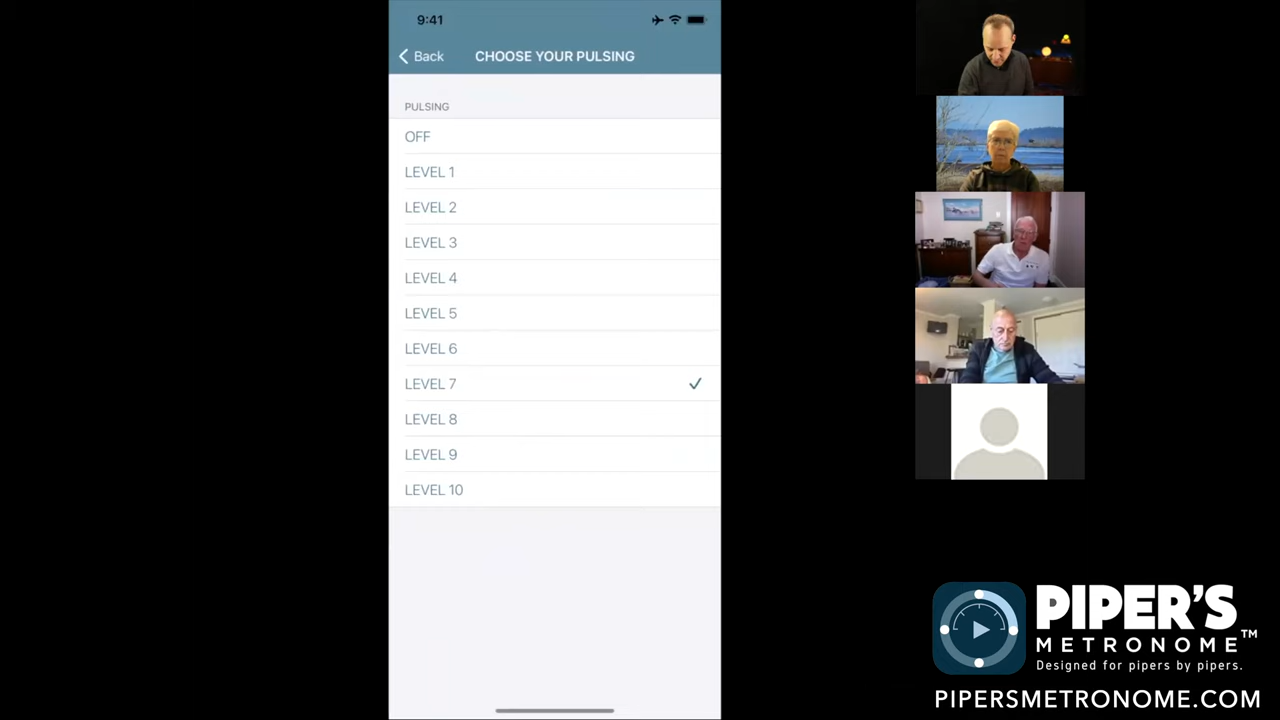 9:41
Back
CHOOSE YOUR PULSING
PULSING
OFF
LEVEL 1
LEVEL 2
LEVEL 3
LEVEL 4
LEVEL 5
LEVEL 6
LEVEL 7
LEVEL 8
LEVEL 9
LEVEL 10
PIPER'S
METRONOME™
Designed for pipers by pipers.
PIPERSMETRONOME.COM